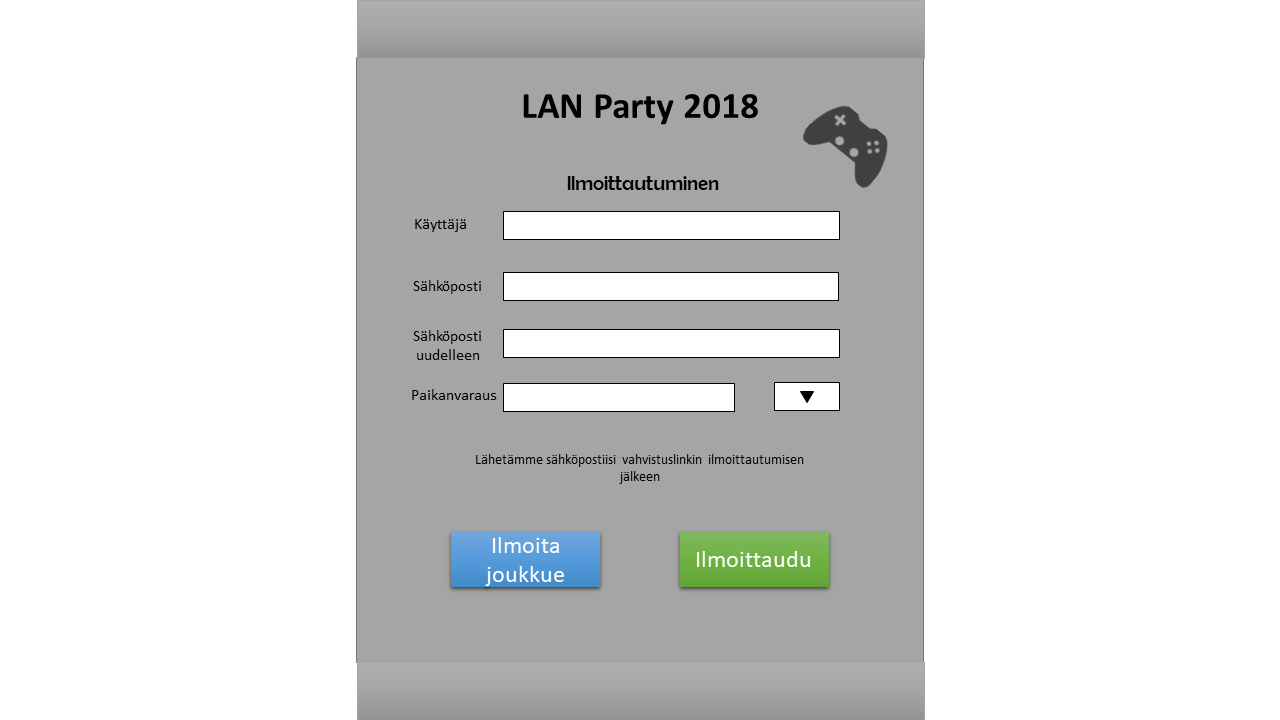 LAN Party 2018
Ilmoittautuminen
Käyttäjä
Sähköposti
Sähköposti
uudelleen
Paikanvaraus
Lähetämme sähköpostiisi vahvistuslinkin ilmoittautumisen
jälkeen
Ilmoita
joukkue
Ilmoittaudu